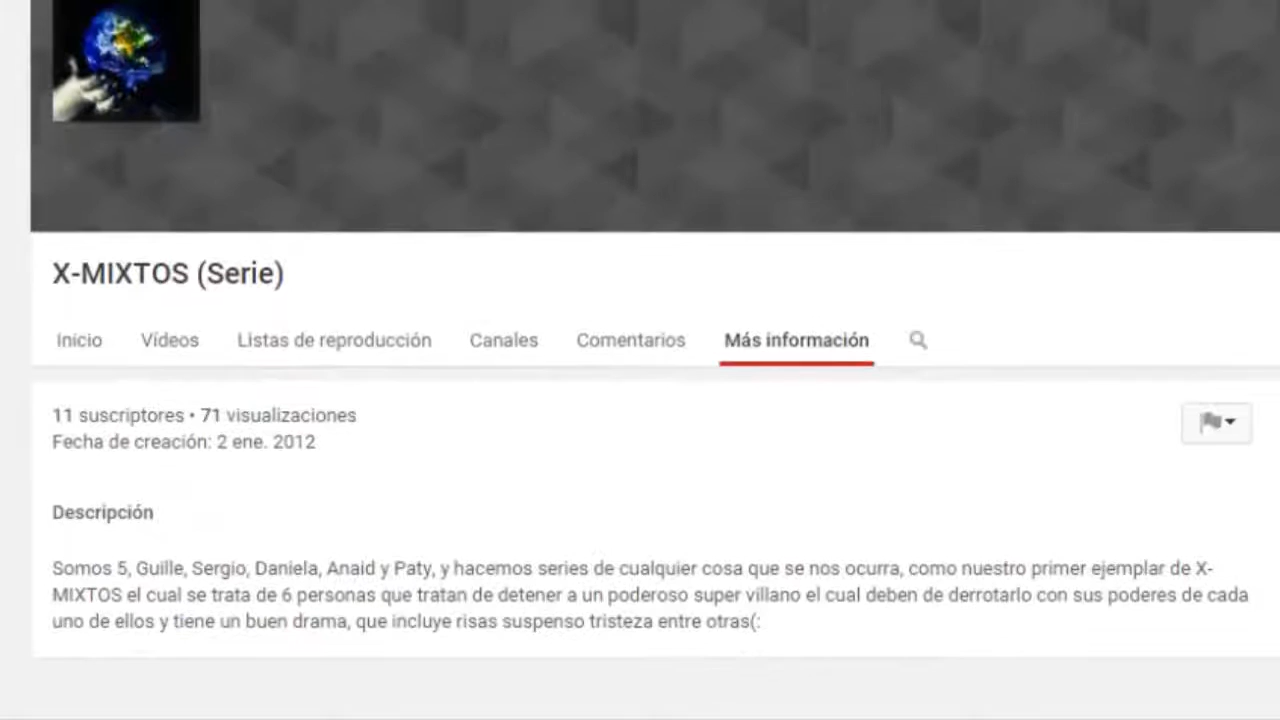 X-MIXTOS (Serie)
Inicio Vídeos Listas de reproducción Canales Comentarios Más información
11 suscriptores • 71 visualizaciones
Fecha de creación: 2 ene. 2012
Descripción
Somos 5, Guille, Sergio, Daniela, Anaid y Paty, y hacemos series de cualquier cosa que se nos ocurra, como nuestro primer ejemplar de X-
MIXTOS el cual se trata de 6 personas que tratan de detener a un poderoso super villano el cual deben de derrotarlo con sus poderes de cada
uno de ellos y tiene un buen drama, que incluye risas suspenso tristeza entre otras(: